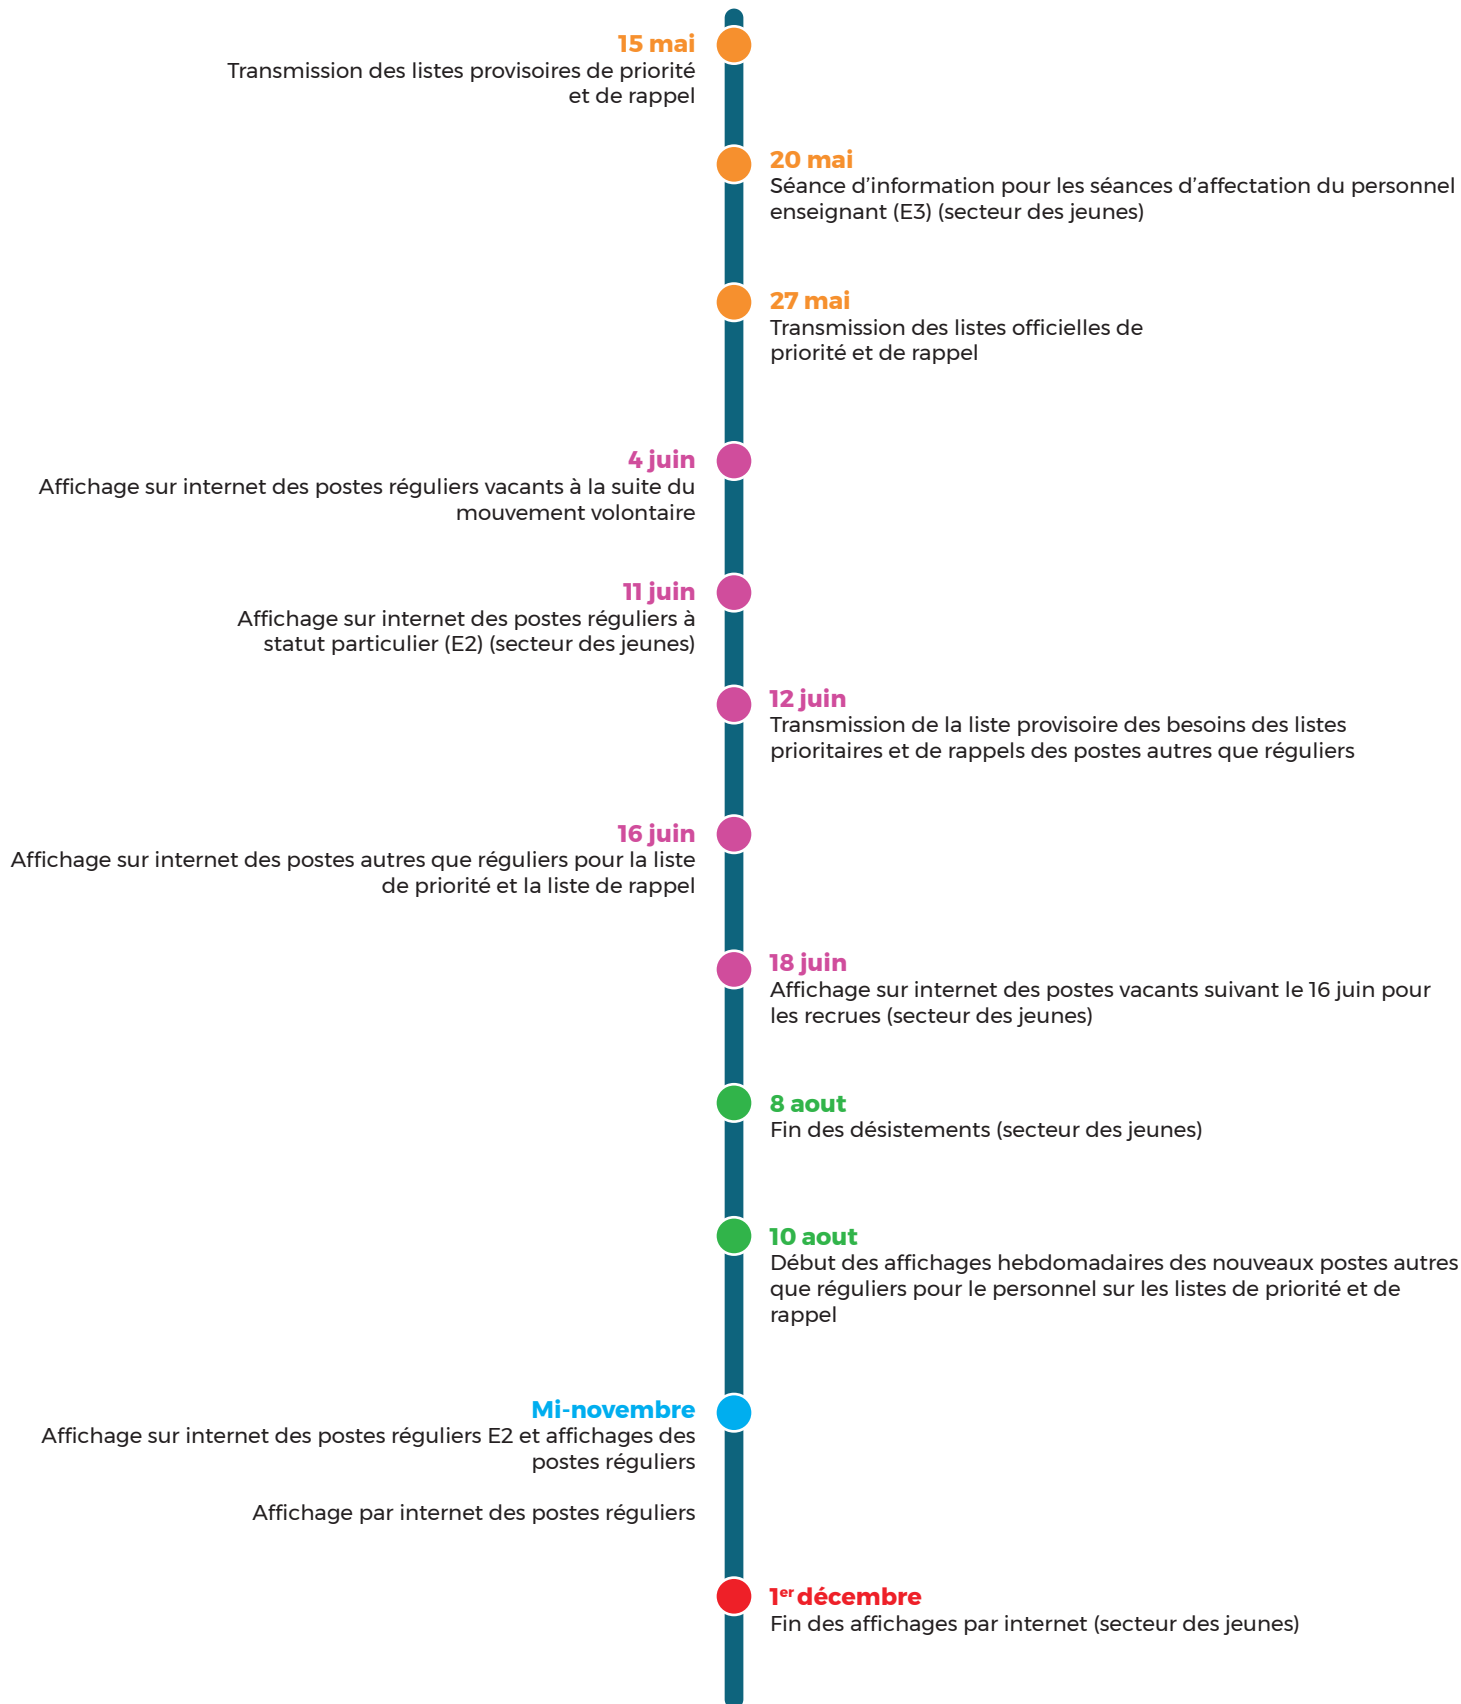 15 mai
Transmission des listes provisoires de priorité
et de rappel
20 mai
Séance d’information pour les séances d’affectation du personnel
enseignant (E3) (secteur des jeunes)
27 mai
Transmission des listes officielles de
priorité et de rappel
4 juin
Affichage sur internet des postes réguliers vacants à la suite du
mouvement volontaire
11 juin
Affichage sur internet des postes réguliers à
statut particulier (E2) (secteur des jeunes)
12 juin
Transmission de la liste provisoire des besoins des listes
prioritaires et de rappels des postes autres que réguliers
16 juin
Affichage sur internet des postes autres que réguliers pour la liste
de priorité et la liste de rappel
18 juin
Affichage sur internet des postes vacants suivant le 16 juin pour
les recrues (secteur des jeunes)
8 aout
Fin des désistements (secteur des jeunes)
10 aout
Début des affichages hebdomadaires des nouveaux postes autres
que réguliers pour le personnel sur les listes de priorité et de
rappel
Mi-novembre
Affichage sur internet des postes réguliers E2 et affichages des
postes réguliers
Affichage par internet des postes réguliers
1er décembre
Fin des affichages par internet (secteur des jeunes)